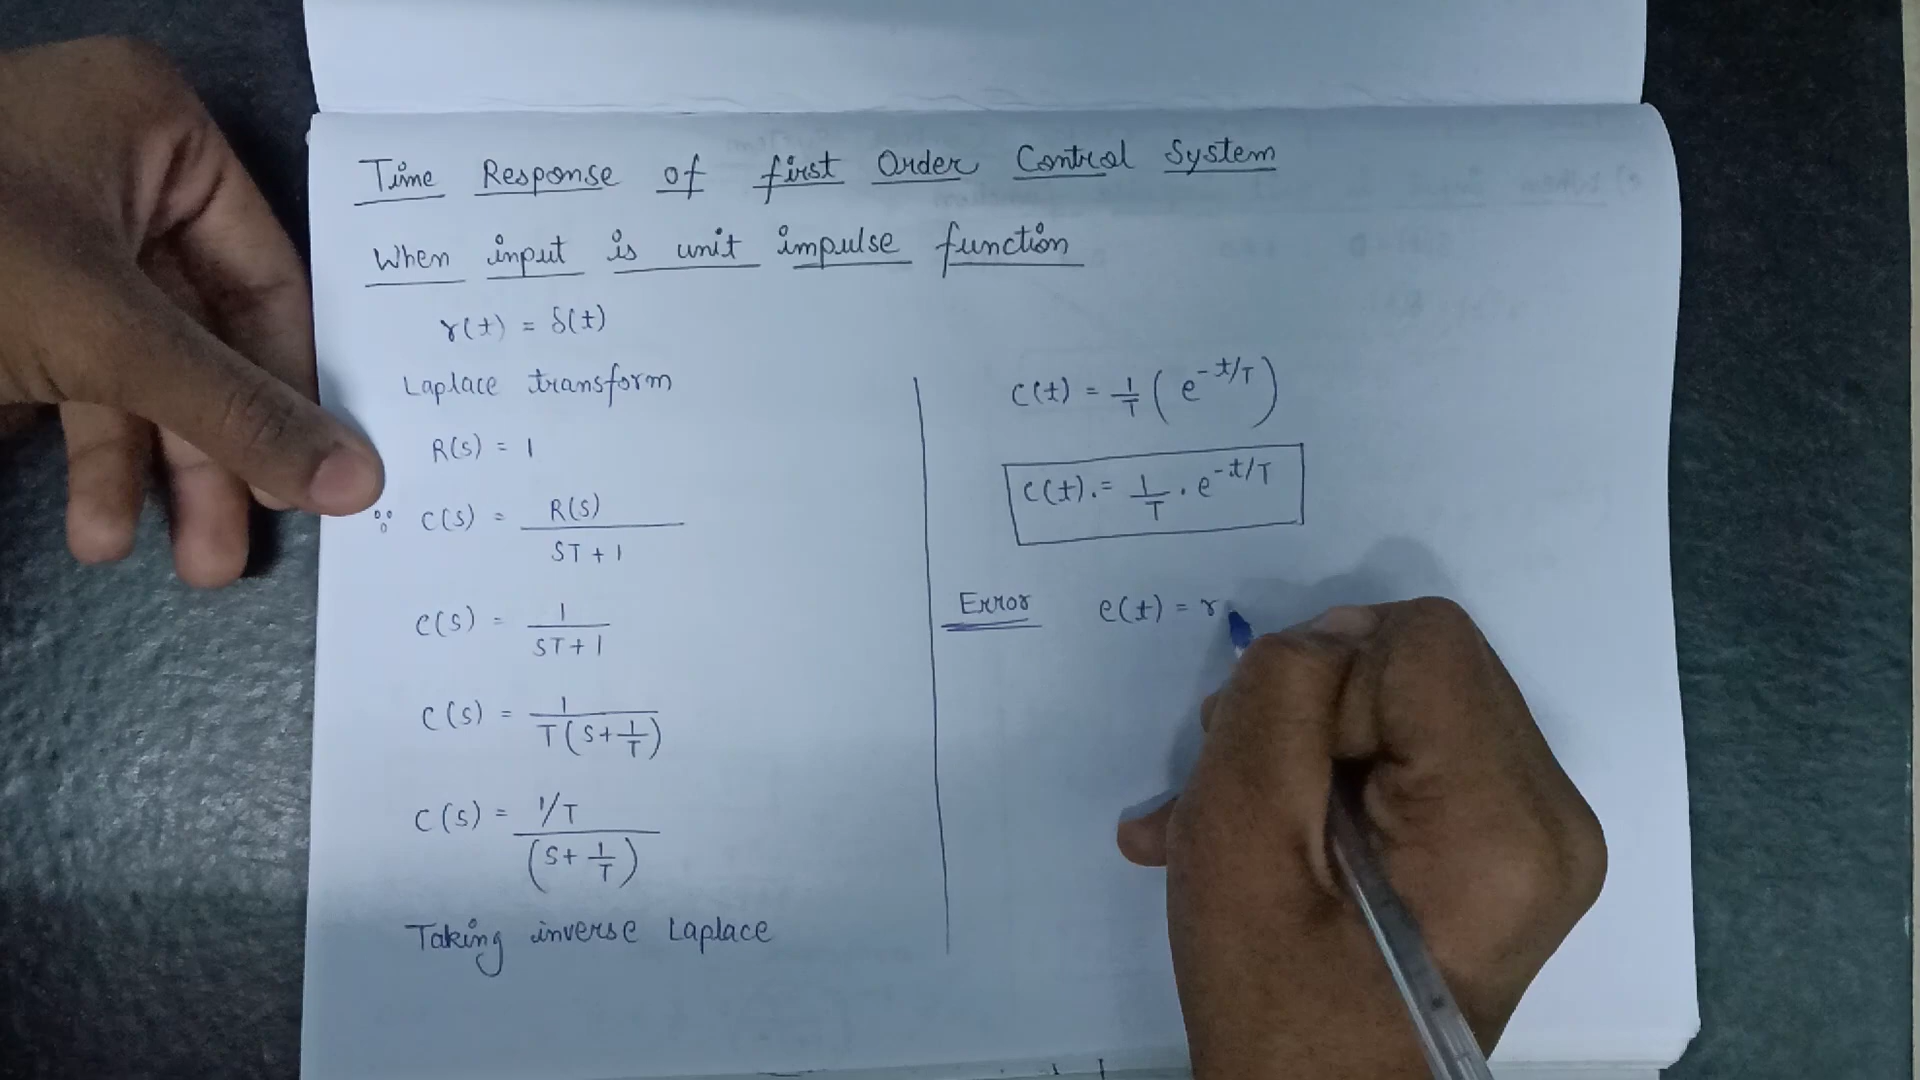 Time Response of first Order Control System
When input is unit impulse function
r(t) = δ(t)
Laplace transform
R(s) = 1
∵ C(s) = R(s) / ST + 1
C(s) = 1 / ST + 1
C(s) = 1 / T(S + 1/T)
C(s) = 1/T / (S + 1/T)
Taking inverse Laplace
C(t) = 1/T (e^-t/T)
C(t) . = 1/T . e^-t/T
Error e(t) = r